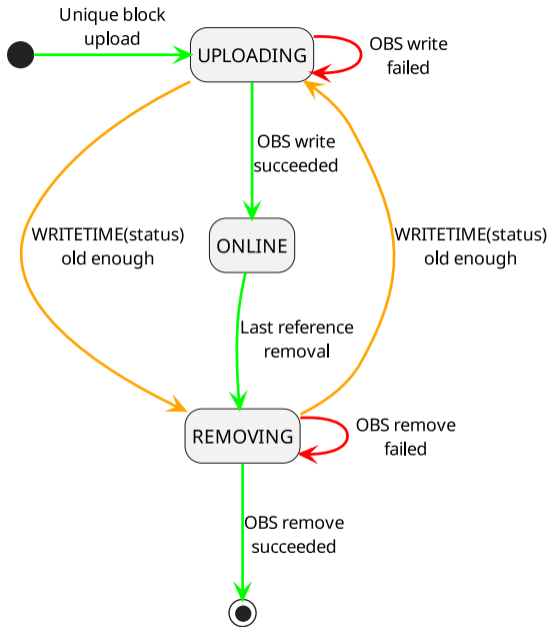 Unique block
upload
UPLOADING
OBS write
failed
OBS write
succeeded
WRITETIME(status)
old enough
ONLINE
WRITETIME(status)
old enough
Last reference
removal
REMOVING
OBS remove
failed
OBS remove
succeeded